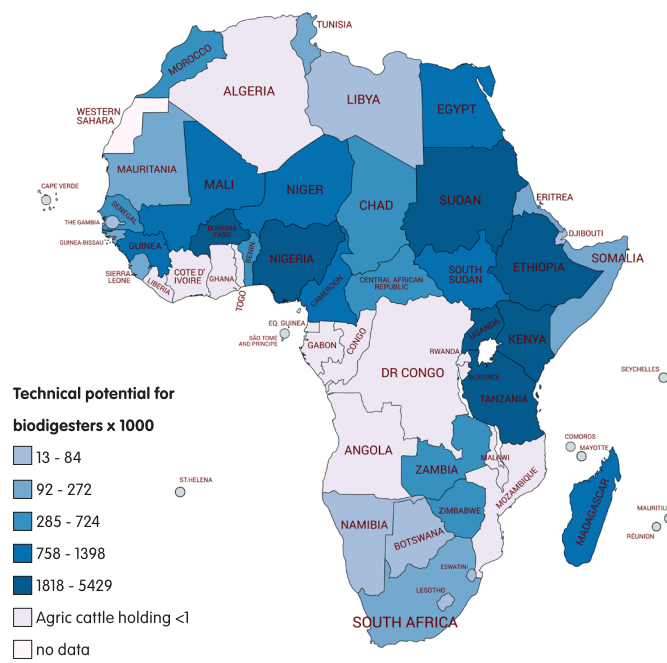 TUNISIA
MOROCCO
ALGERIA
LIBYA
EGYPT
WESTERN
SAHARA
MAURITANIA
MALI
NIGER
CHAD
SUDAN
ERITREA
CAPE VERDE
SENEGAL
THE GAMBIA
GUINEA-BISSAU
GUINEA
BURKINA
FASO
BENIN
NIGERIA
DJIBOUTI
SOMALIA
ETHIOPIA
SIERRA
LEONE
LIBERIA
COTE D'
IVOIRE
GHANA
TOGO
CAMEROON
CENTRAL AFRICAN
REPUBLIC
SOUTH
SUDAN
EQ. GUINEA
SÃO TOMÉ
AND PRÍNCIPE
GABON
CONGO
DR CONGO
UGANDA
KENYA
RWANDA
BURUNDI
TANZANIA
SEYCHELLES
Technical potential for
biodigesters x 1000
13 - 84
92 - 272
285 - 724
758 - 1398
1818 - 5429
Agric cattle holding <1
no data
ST.HELENA
ANGOLA
ZAMBIA
MALAWI
MOZAMBIQUE
COMOROS
MAYOTTE
ZIMBABWE
MADAGASCAR
MAURITIU
RÉUNION
NAMIBIA
BOTSWANA
ESWATINI
LESOTHO
SOUTH AFRICA